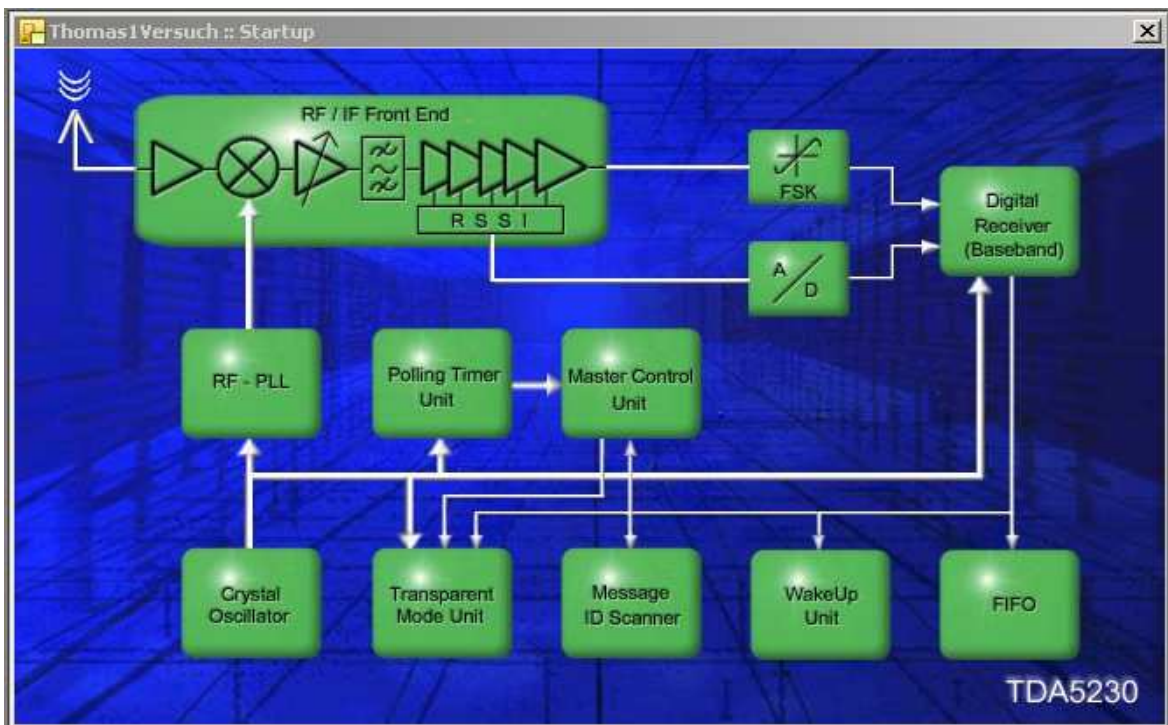 Thomas1Versuch :: Startup
RF / IF Front End
R S S I
FSK
A
D
Digital
Receiver
(Baseband)
RF - PLL
Polling Timer
Unit
Master Control
Unit
Crystal
Oscillator
Transparent
Mode Unit
Message
ID Scanner
WakeUp
Unit
FIFO
TDA5230